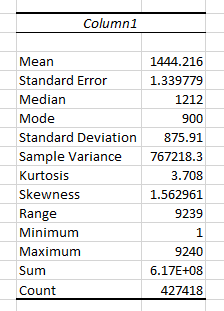 Column1
Mean 1444.216
Standard Error 1.339779
Median 1212
Mode 900
Standard Deviation 875.91
Sample Variance 767218.3
Kurtosis 3.708
Skewness 1.562961
Range 9239
Minimum 1
Maximum 9240
Sum 6.17E+08
Count 427418